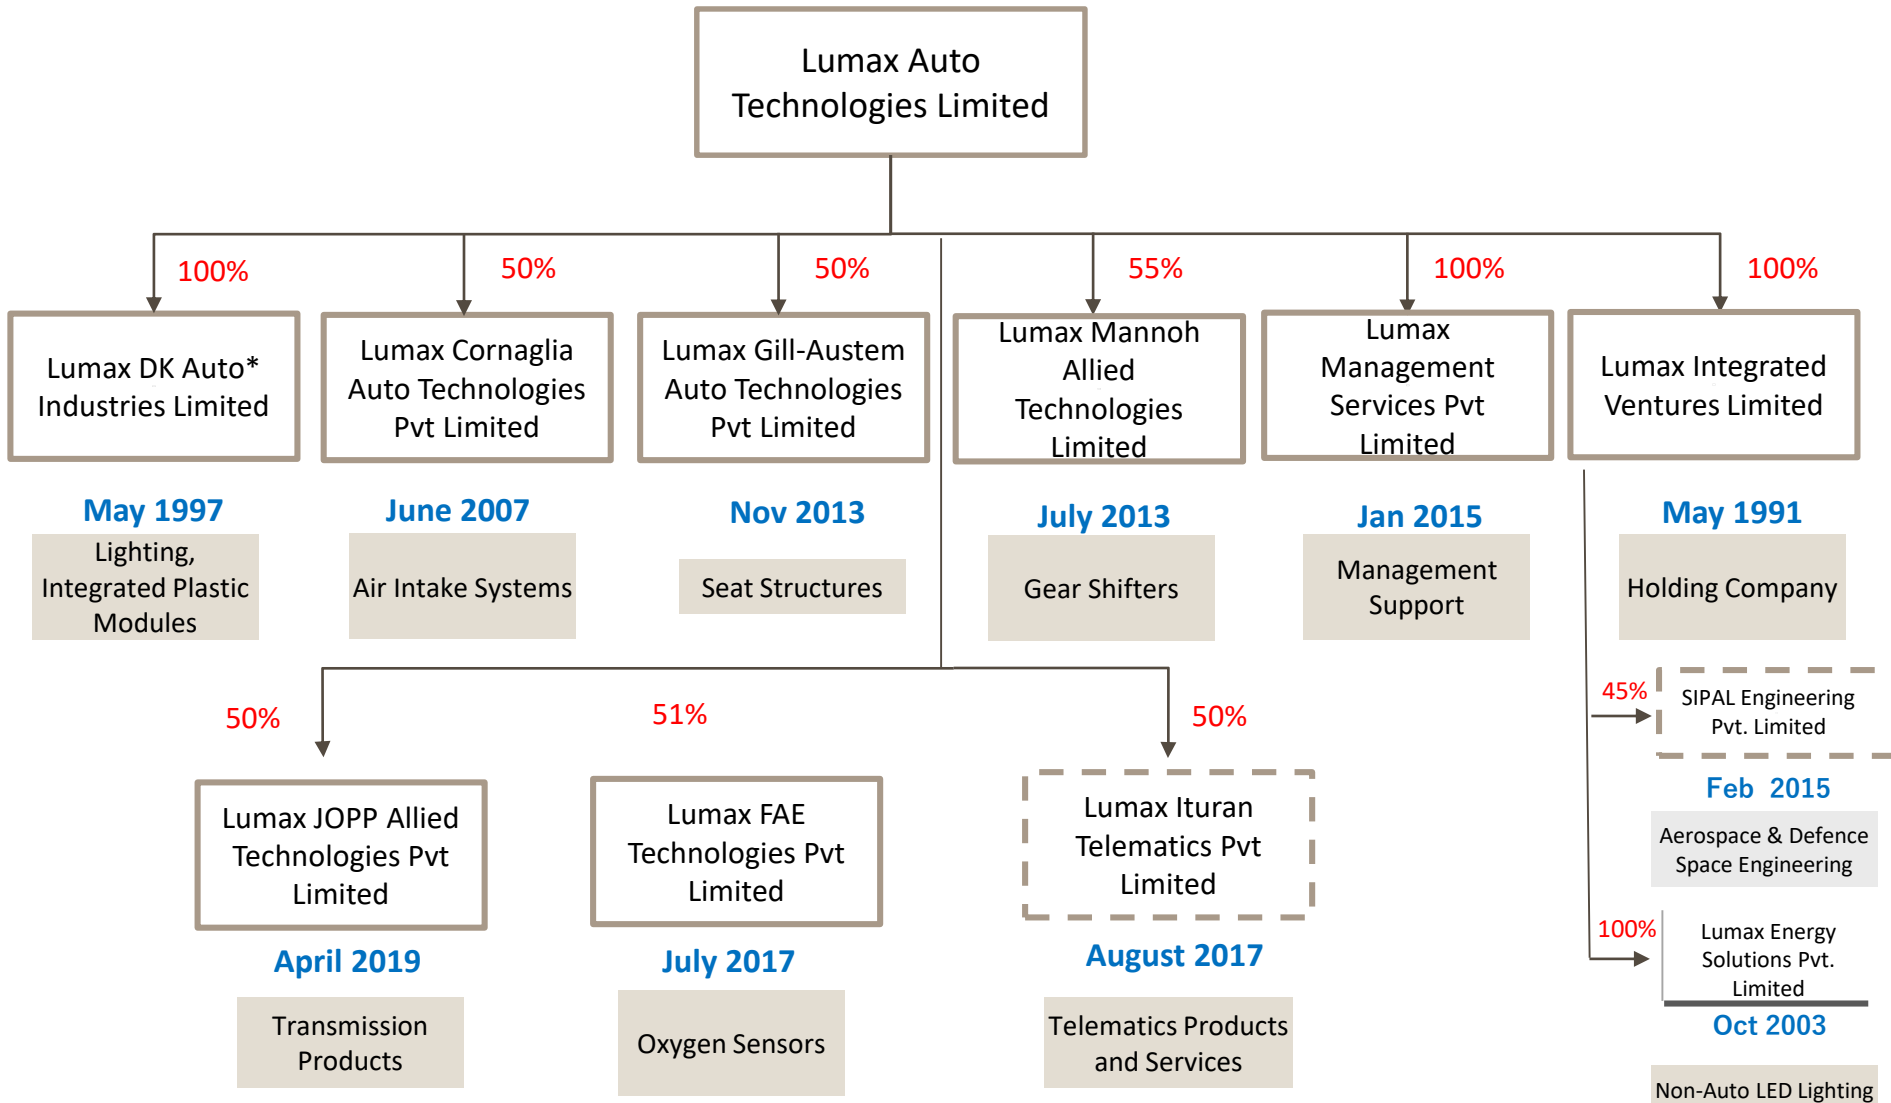 Lumax Auto
Technologies Limited
100%
50%
50%
55%
100%
100%
Lumax DK Auto*
Industries Limited
Lumax Cornaglia
Auto Technologies
Pvt Limited
Lumax Gill-Austem
Auto Technologies
Pvt Limited
Lumax Mannoh
Allied
Technologies
Limited
Lumax
Management
Services Pvt
Limited
Lumax Integrated
Ventures Limited
May 1997
June 2007
Nov 2013
July 2013
Jan 2015
May 1991
Lighting,
Integrated Plastic
Modules
Air Intake Systems
Seat Structures
Gear Shifters
Management
Support
Holding Company
50%
51%
50%
45%
SIPAL Engineering
Pvt. Limited
Feb 2015
Aerospace & Defence
Space Engineering
Lumax JOPP Allied
Technologies Pvt
Limited
Lumax FAE
Technologies Pvt
Limited
Lumax Ituran
Telematics Pvt
Limited
April 2019
July 2017
August 2017
Transmission
Products
Oxygen Sensors
Telematics Products
and Services
100%
Lumax Energy
Solutions Pvt.
Limited
Oct 2003
Non-Auto LED Lighting